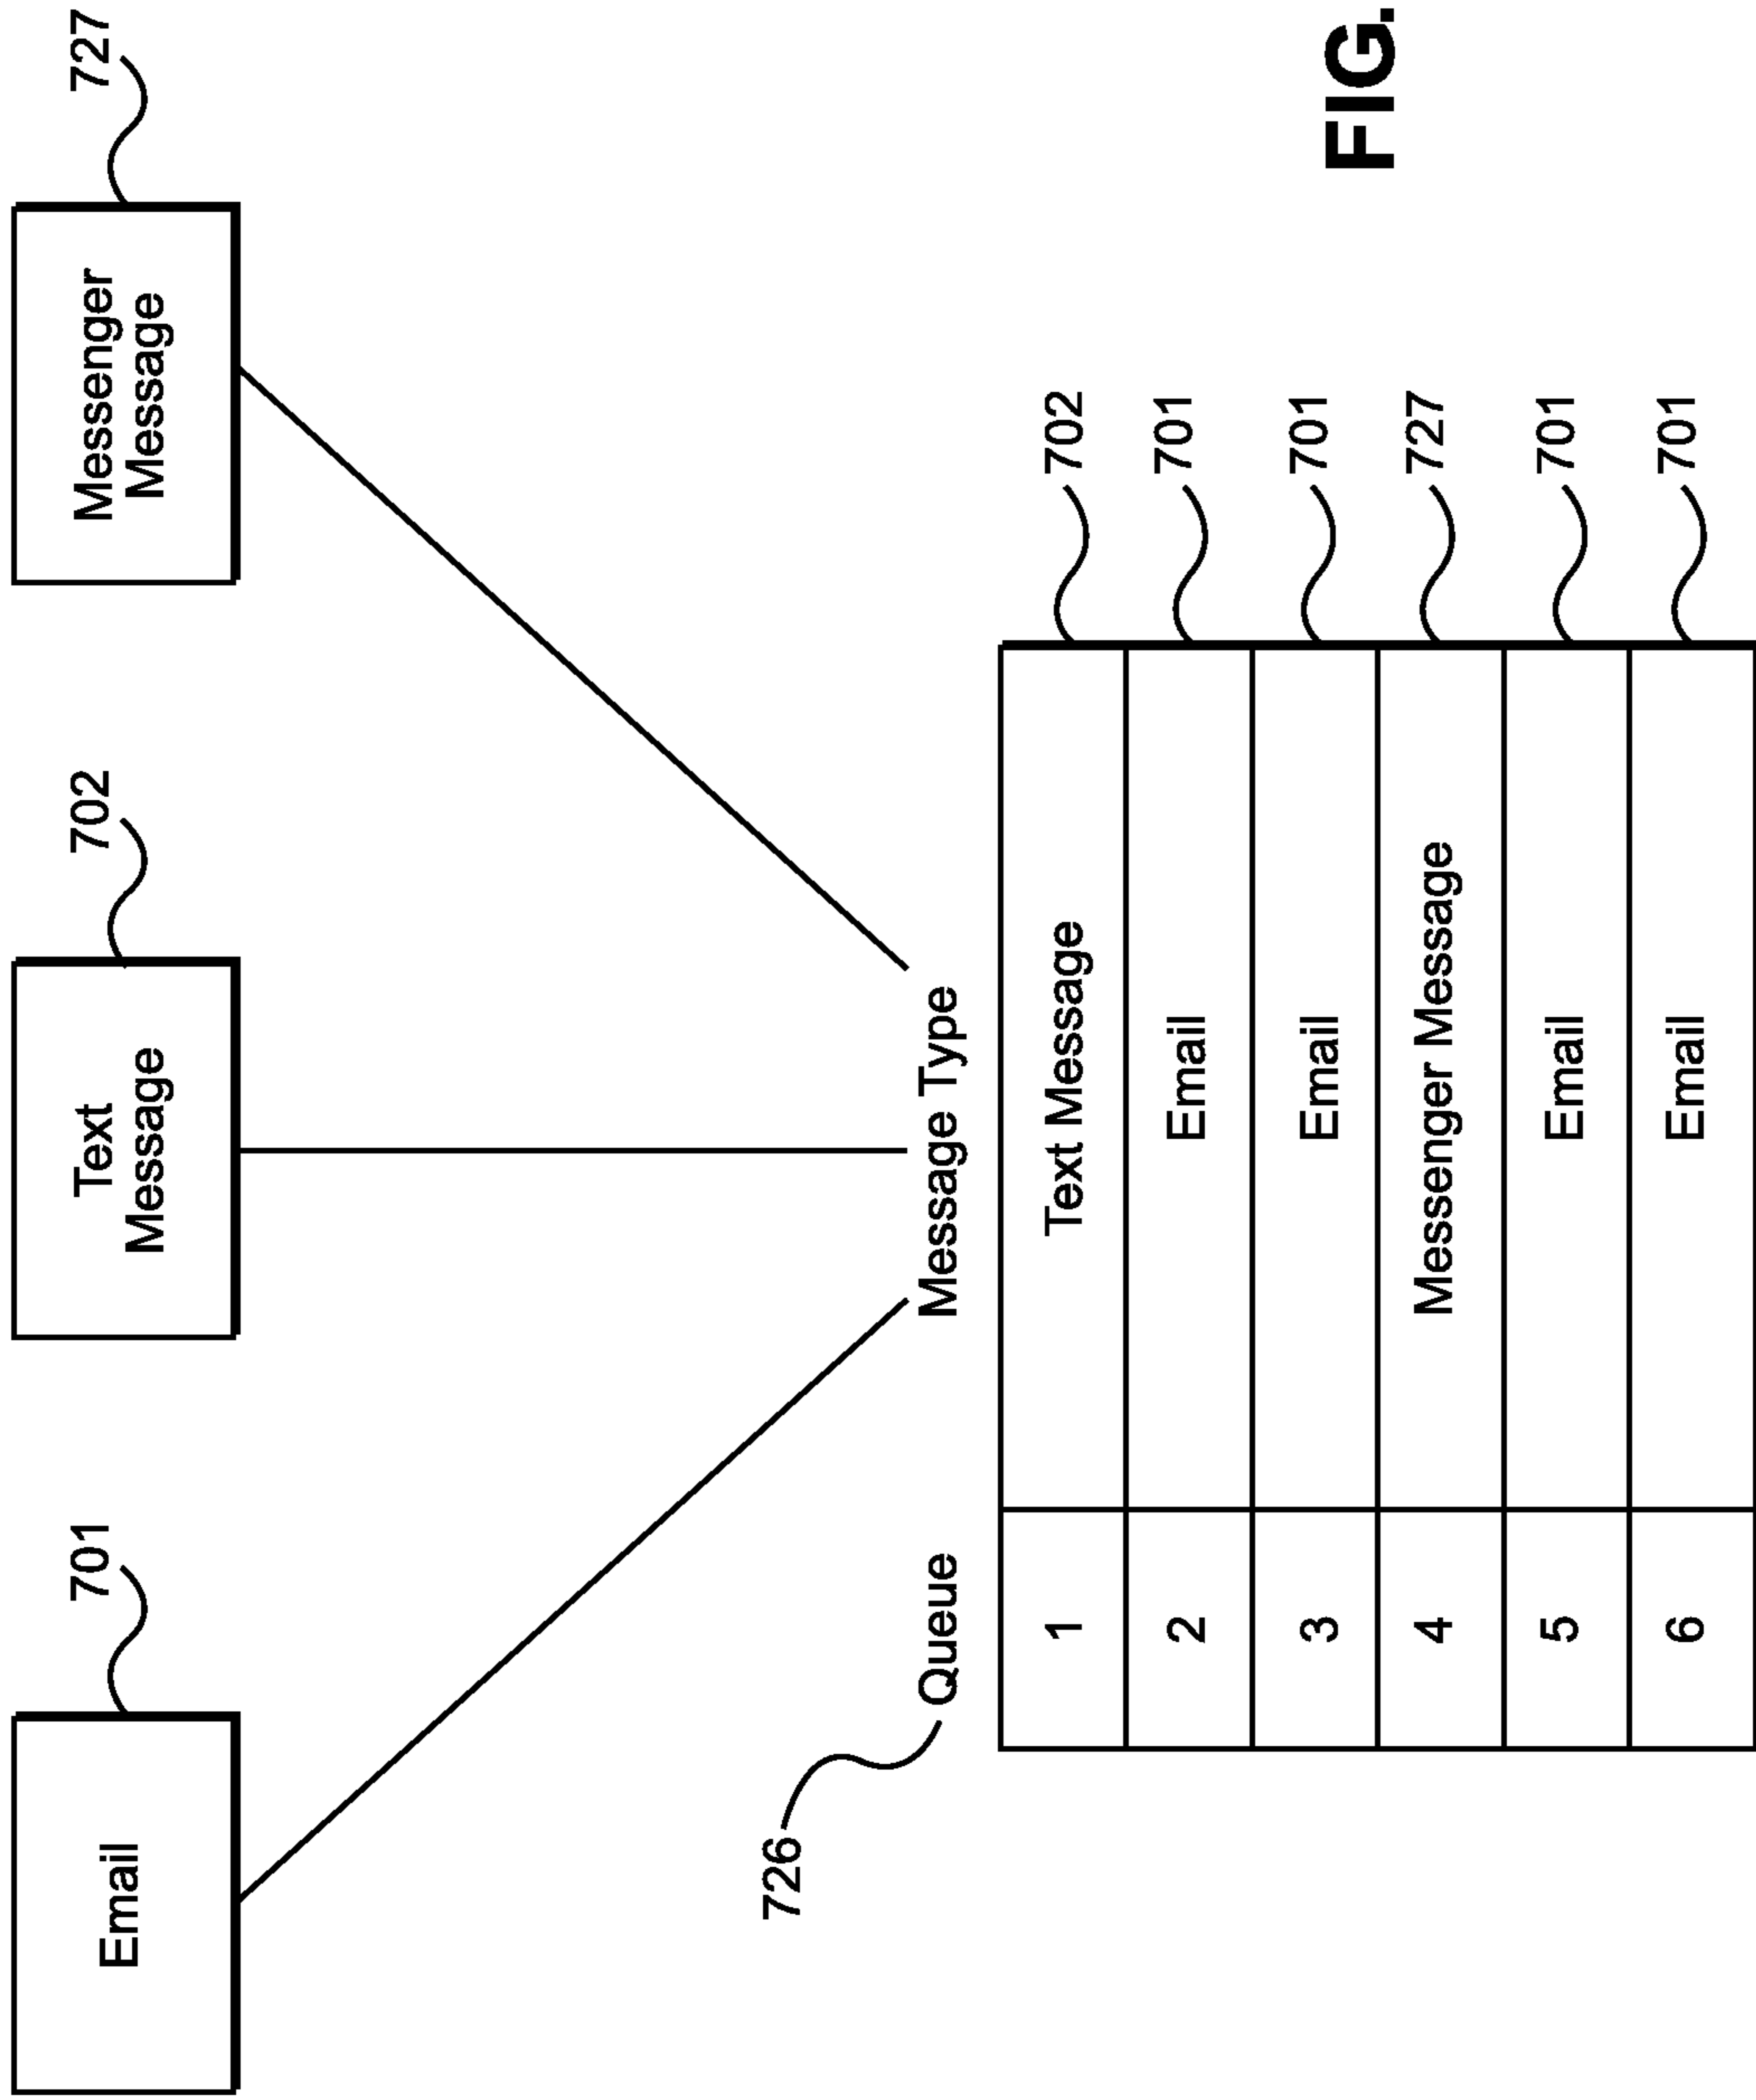 701
702
727
Email
Text
Message
Messenger
Message
726
Queue
Message Type
1
Text Message
702
2
Email
701
3
Email
701
4
Messenger Message
727
5
Email
701
6
Email
701
FIG.